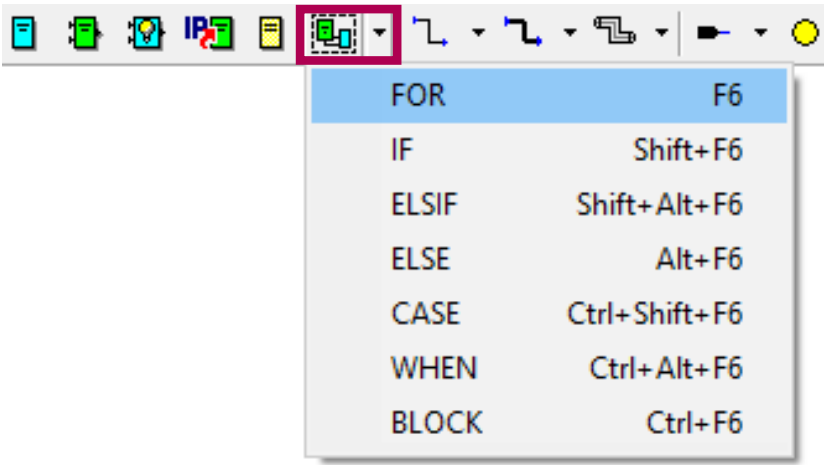 IP
FOR F6
IF Shift+F6
ELSIF Shift+Alt+F6
ELSE Alt+F6
CASE Ctrl+Shift+F6
WHEN Ctrl+Alt+F6
BLOCK Ctrl+F6